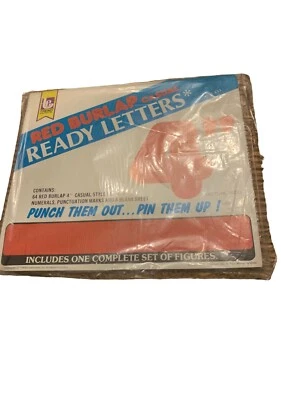 RED BURLAP CASUAL
READY LETTERS*
CONTAINS:
64 RED BURLAP 4" CASUAL STYLE
NUMERALS, PUNCTUATION MARKS
PUNCH THEM OUT...PIN THEM UP!
INCLUDES ONE COMPLETE SET OF FIGURES.